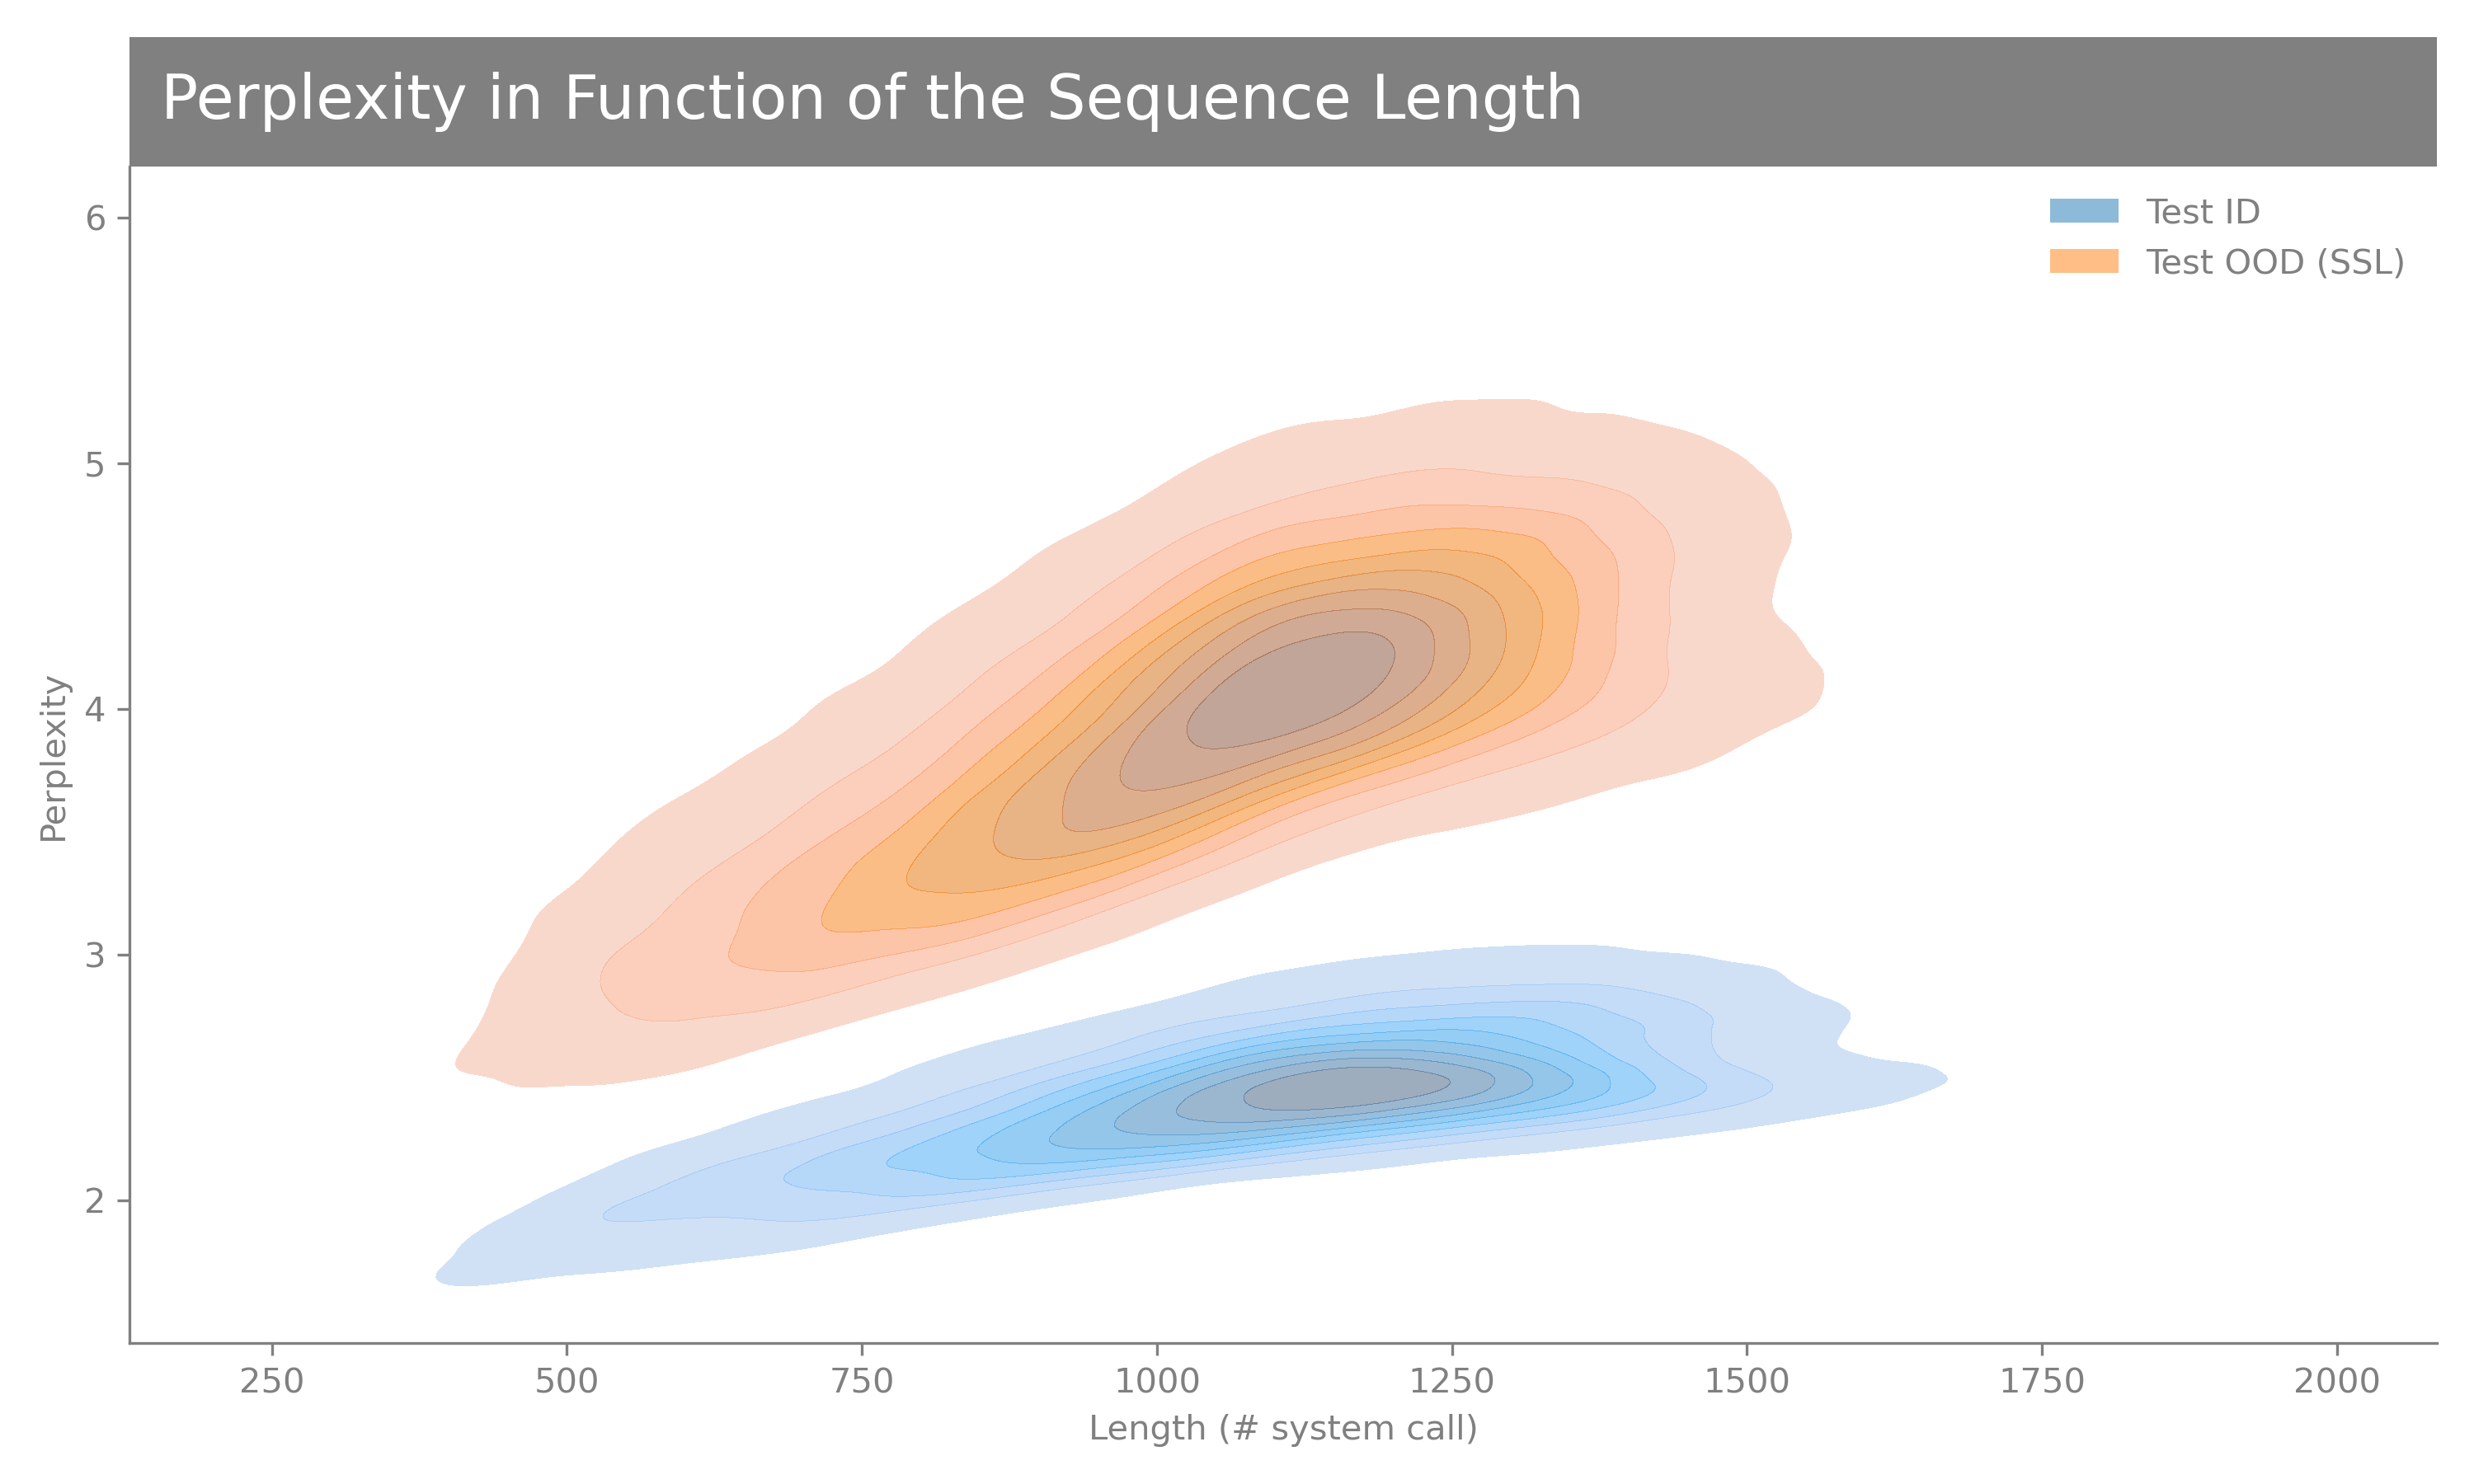 Perplexity in Function of the Sequence Length
Test ID
Test OOD (SSL)
6
5
4
3
2
Perplexity
250 500 750 1000 1250 1500 1750 2000
Length (# system call)